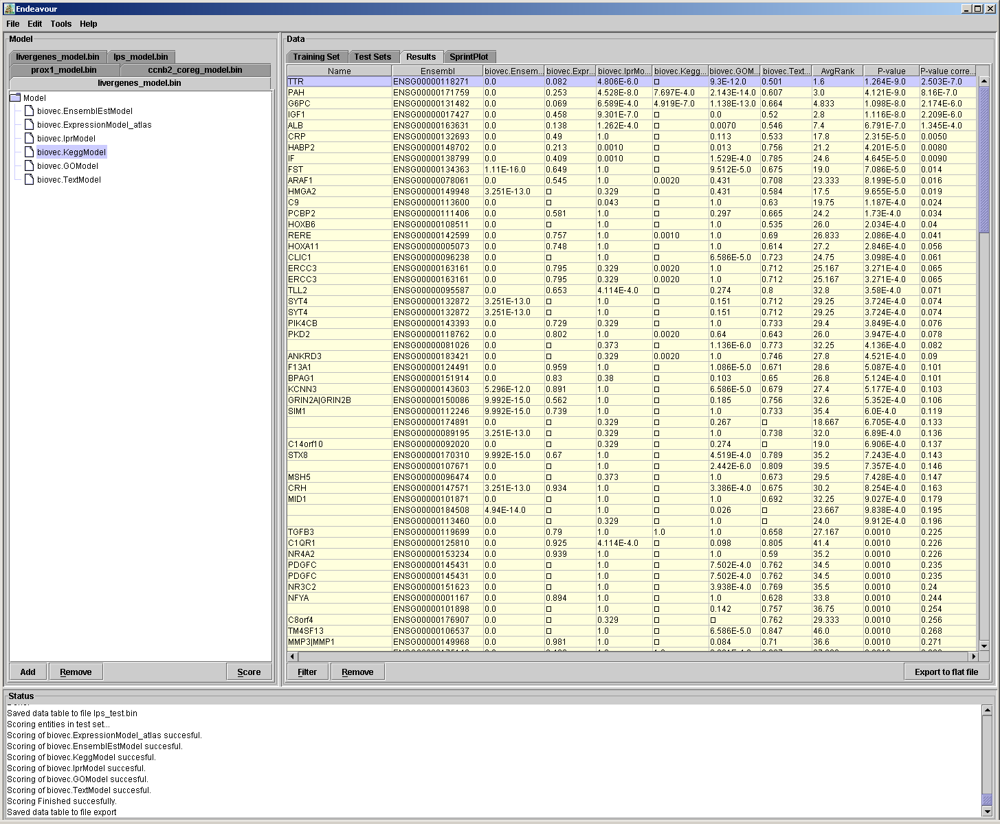 Endeavour
File Edit Tools Help
Model
livergenes_model.bin lps_model.bin
prox1_model.bin ccnb2_coreg_model.bin
livergenes_model.bin
Model
biovec.EnsemblEstModel
biovec.ExpressionModel_atlas
biovec.IprModel
biovec.KeggModel
biovec.GOModel
biovec.TextModel
Add Remove Score
Data
Training Set Test Sets Results SprintPlot
Name Ensembl biovec.Ensem... biovec.Expr... biovec.IprMo... biovec.Kegg... biovec.GOM... biovec.Text... AvgRank P-value P-value corre...
TTR ENSG00000118271 0.0 0.082 4.806E-6.0 □ 9.3E-12.0 0.501 1.6 1.264E-9.0 2.503E-7.0
PAH ENSG00000171759 0.0 0.253 4.528E-8.0 7.697E-4.0 2.143E-14.0 0.607 3.0 4.121E-9.0 8.16E-7.0
G6PC ENSG00000131482 0.0 0.069 6.589E-4.0 4.919E-7.0 1.138E-13.0 0.664 4.833 1.098E-8.0 2.174E-6.0
IGF1 ENSG00000017427 0.0 0.458 9.301E-7.0 □ 0.0 0.52 2.8 1.116E-8.0 2.209E-6.0
ALB ENSG00000163631 0.0 0.138 1.262E-4.0 □ 0.0070 0.546 7.4 6.791E-7.0 1.345E-4.0
CRP ENSG00000132693 0.0 0.49 1.0 □ 0.113 0.533 17.8 2.315E-5.0 0.0050
HABP2 ENSG00000148702 0.0 0.213 0.0010 □ 0.013 0.756 21.2 4.201E-5.0 0.0080
IF ENSG00000138799 0.0 0.409 0.0010 □ 1.529E-4.0 0.785 24.6 4.645E-5.0 0.0090
FST ENSG00000134363 1.11E-16.0 0.649 1.0 □ 9.512E-5.0 0.675 19.0 7.086E-5.0 0.014
ARAF1 ENSG00000078061 0.0 0.545 1.0 0.0020 0.431 0.708 23.333 8.199E-5.0 0.016
HMGA2 ENSG00000149948 3.251E-13.0 □ 0.329 □ 0.431 0.584 17.5 9.655E-5.0 0.019
C9 ENSG00000113600 0.0 □ 0.043 □ 1.0 0.63 19.75 1.187E-4.0 0.024
PCBP2 ENSG00000111406 0.0 0.581 1.0 □ 0.297 0.665 24.2 1.73E-4.0 0.034
HOXB6 ENSG00000108511 0.0 □ 1.0 □ 1.0 0.535 26.0 2.034E-4.0 0.04
RERE ENSG00000142599 0.0 0.757 1.0 0.0010 1.0 0.69 26.833 2.086E-4.0 0.041
HOXA11 ENSG00000005073 0.0 0.748 1.0 □ 1.0 0.614 27.2 2.846E-4.0 0.056
CLIC1 ENSG00000096238 0.0 □ 1.0 □ 6.586E-5.0 0.723 24.75 3.098E-4.0 0.061
ERCC3 ENSG00000163161 0.0 0.795 0.329 0.0020 1.0 0.712 25.167 3.271E-4.0 0.065
ERCC3 ENSG00000163161 0.0 0.795 0.329 0.0020 1.0 0.712 25.167 3.271E-4.0 0.065
TLL2 ENSG00000095587 0.0 0.653 4.114E-4.0 □ 0.274 0.8 32.8 3.58E-4.0 0.071
SYT4 ENSG00000132872 3.251E-13.0 □ 1.0 □ 0.151 0.712 29.25 3.724E-4.0 0.074
SYT4 ENSG00000132872 3.251E-13.0 □ 1.0 □ 0.151 0.712 29.25 3.724E-4.0 0.074
PIK4CB ENSG00000143393 0.0 0.729 0.329 □ 1.0 0.733 29.4 3.849E-4.0 0.076
PKD2 ENSG00000118762 0.0 0.802 1.0 0.0020 0.64 0.643 26.0 3.947E-4.0 0.078
ENSG00000081026 0.0 □ 0.373 □ 1.136E-6.0 0.773 32.25 4.136E-4.0 0.082
ANKRD3 ENSG00000183421 0.0 □ 0.329 0.0020 1.0 0.746 27.8 4.521E-4.0 0.09
F13A1 ENSG00000124491 0.0 0.959 1.0 □ 1.086E-5.0 0.671 28.6 5.087E-4.0 0.101
BPAG1 ENSG00000151914 0.0 0.83 0.38 □ 0.103 0.65 26.8 5.124E-4.0 0.101
KCNN3 ENSG00000143603 5.296E-12.0 0.891 1.0 □ 6.586E-5.0 0.679 27.4 5.177E-4.0 0.103
GRIN2A|GRIN2B ENSG00000150086 9.992E-15.0 0.562 1.0 □ 0.185 0.756 32.6 5.352E-4.0 0.106
SIM1 ENSG00000112246 9.992E-15.0 0.739 1.0 □ 1.0 0.733 35.4 6.0E-4.0 0.119
ENSG00000174891 0.0 □ 0.329 □ 0.267 □ 18.667 6.705E-4.0 0.133
ENSG00000089195 3.251E-13.0 □ 0.329 □ 1.0 0.738 32.0 6.89E-4.0 0.136
C14orf10 ENSG00000092020 0.0 □ 0.329 □ 0.274 □ 19.0 6.906E-4.0 0.137
STX8 ENSG00000170310 9.992E-15.0 0.67 1.0 □ 4.519E-4.0 0.789 35.2 7.243E-4.0 0.143
ENSG00000107671 0.0 □ 1.0 □ 2.442E-6.0 0.809 39.5 7.357E-4.0 0.146
MSH5 ENSG00000096474 0.0 □ 0.373 □ 1.0 0.673 29.5 7.428E-4.0 0.147
CRH ENSG00000147571 3.251E-13.0 0.934 1.0 □ 3.386E-4.0 0.675 30.2 8.254E-4.0 0.163
MID1 ENSG00000101871 0.0 □ 1.0 □ 1.0 0.692 32.25 9.027E-4.0 0.179
ENSG00000184508 4.94E-14.0 □ 1.0 □ 0.026 □ 23.667 9.838E-4.0 0.195
ENSG00000113460 0.0 □ 0.329 □ 1.0 □ 24.0 9.912E-4.0 0.196
TGFB3 ENSG00000119699 0.0 0.79 1.0 1.0 1.0 0.658 27.167 0.0010 0.225
C1QR1 ENSG00000125810 0.0 0.925 4.114E-4.0 □ 0.098 0.805 41.4 0.0010 0.226
NR4A2 ENSG00000153234 0.0 0.939 1.0 □ 1.0 0.59 35.2 0.0010 0.226
PDGFC ENSG00000145431 0.0 □ 1.0 □ 7.502E-4.0 0.762 34.5 0.0010 0.235
PDGFC ENSG00000145431 0.0 □ 1.0 □ 7.502E-4.0 0.762 34.5 0.0010 0.235
NR3C2 ENSG00000151623 0.0 □ 1.0 □ 3.938E-4.0 0.769 35.5 0.0010 0.24
NFYA ENSG00000001167 0.0 0.894 1.0 □ 1.0 0.628 33.8 0.0010 0.244
ENSG00000101898 0.0 □ 1.0 □ 0.142 0.757 36.75 0.0010 0.254
C8orf4 ENSG00000176907 0.0 □ 0.329 □ □ 0.762 29.333 0.0010 0.256
TM4SF13 ENSG00000106537 0.0 □ 1.0 □ 6.586E-5.0 0.847 46.0 0.0010 0.268
MMP3|MMP1 ENSG00000149968 0.0 0.981 1.0 □ 0.084 0.71 36.6 0.0010 0.271
Filter Remove Export to flat file
Status
Saved data table to file lps_test.bin
Scoring entities in test set...
Scoring of biovec.ExpressionModel_atlas succesful.
Scoring of biovec.EnsemblEstModel succesful.
Scoring of biovec.KeggModel succesful.
Scoring of biovec.IprModel succesful.
Scoring of biovec.GOModel succesful.
Scoring of biovec.TextModel succesful.
Scoring Finished succesfully.
Saved data table to file export